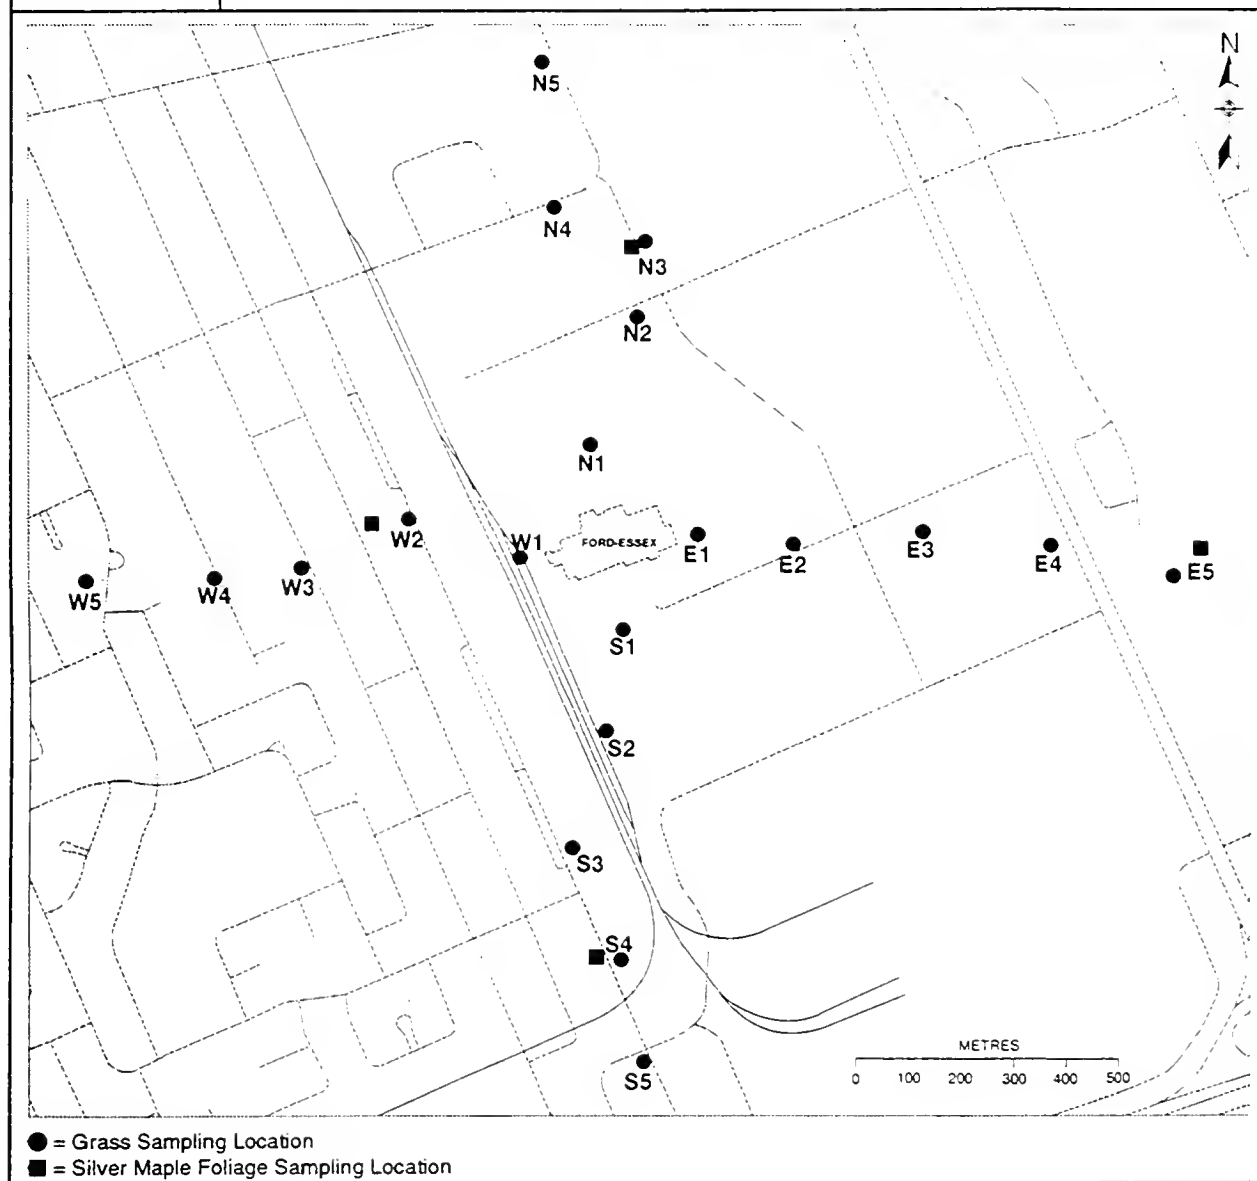 N
N5
N4
N3
N2
N1
W2
W1
FORD-ESSEX
E1
E2
E3
E4
E5
W5
W4
W3
S1
S2
S3
S4
S5
METRES
0 100 200 300 400 500
= Grass Sampling Location
= Silver Maple Foliage Sampling Location